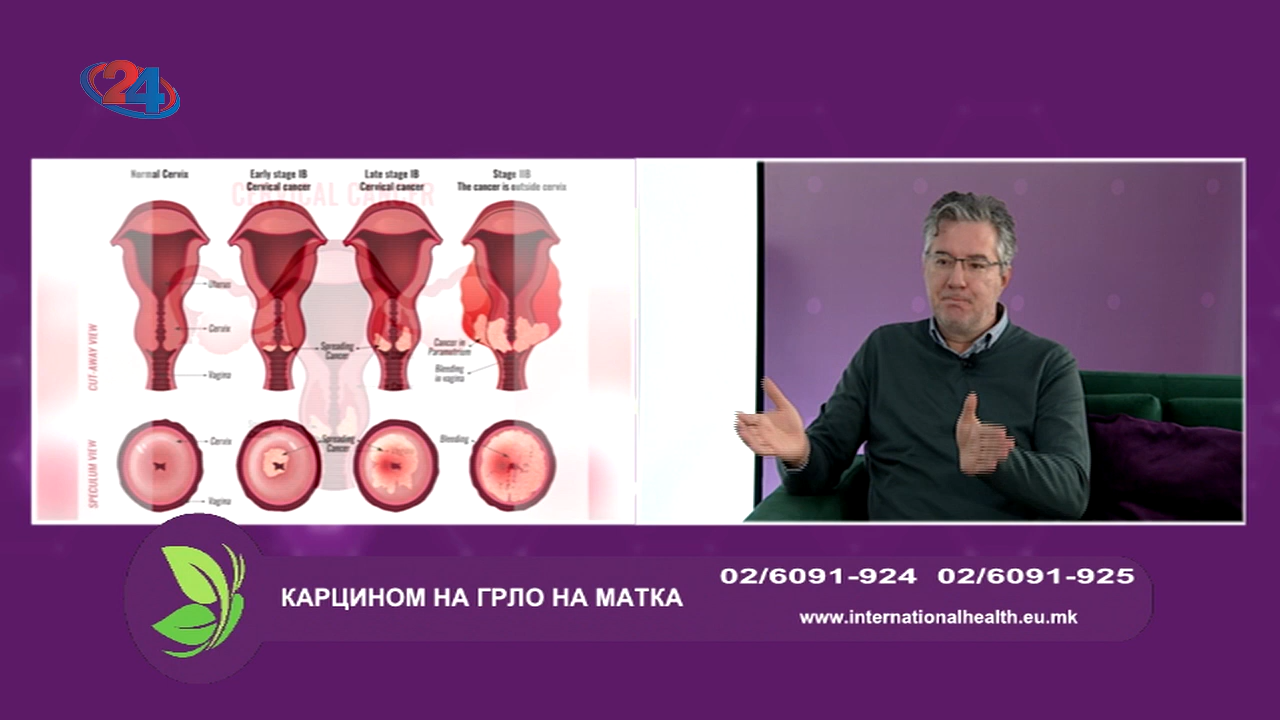 24
Normal Cervix
Early stage IB
Cervical cancer
Late stage IB
Cervical cancer
Stage IIB
The cancer is outside cervix
CERVICAL CANCER
Uterus
Cervix
Vagina
Spreading
Cancer
Cancer in
Parametrium
Bleeding
in vagina
CUT-AWAY VIEW
Cervix
Spreading
Cancer
Bleeding
Vagina
SPECULUM VIEW
КАРЦИНОМ НА ГРЛО НА МАТКА
02/6091-924 02/6091-925
www.internationalhealth.eu.mk